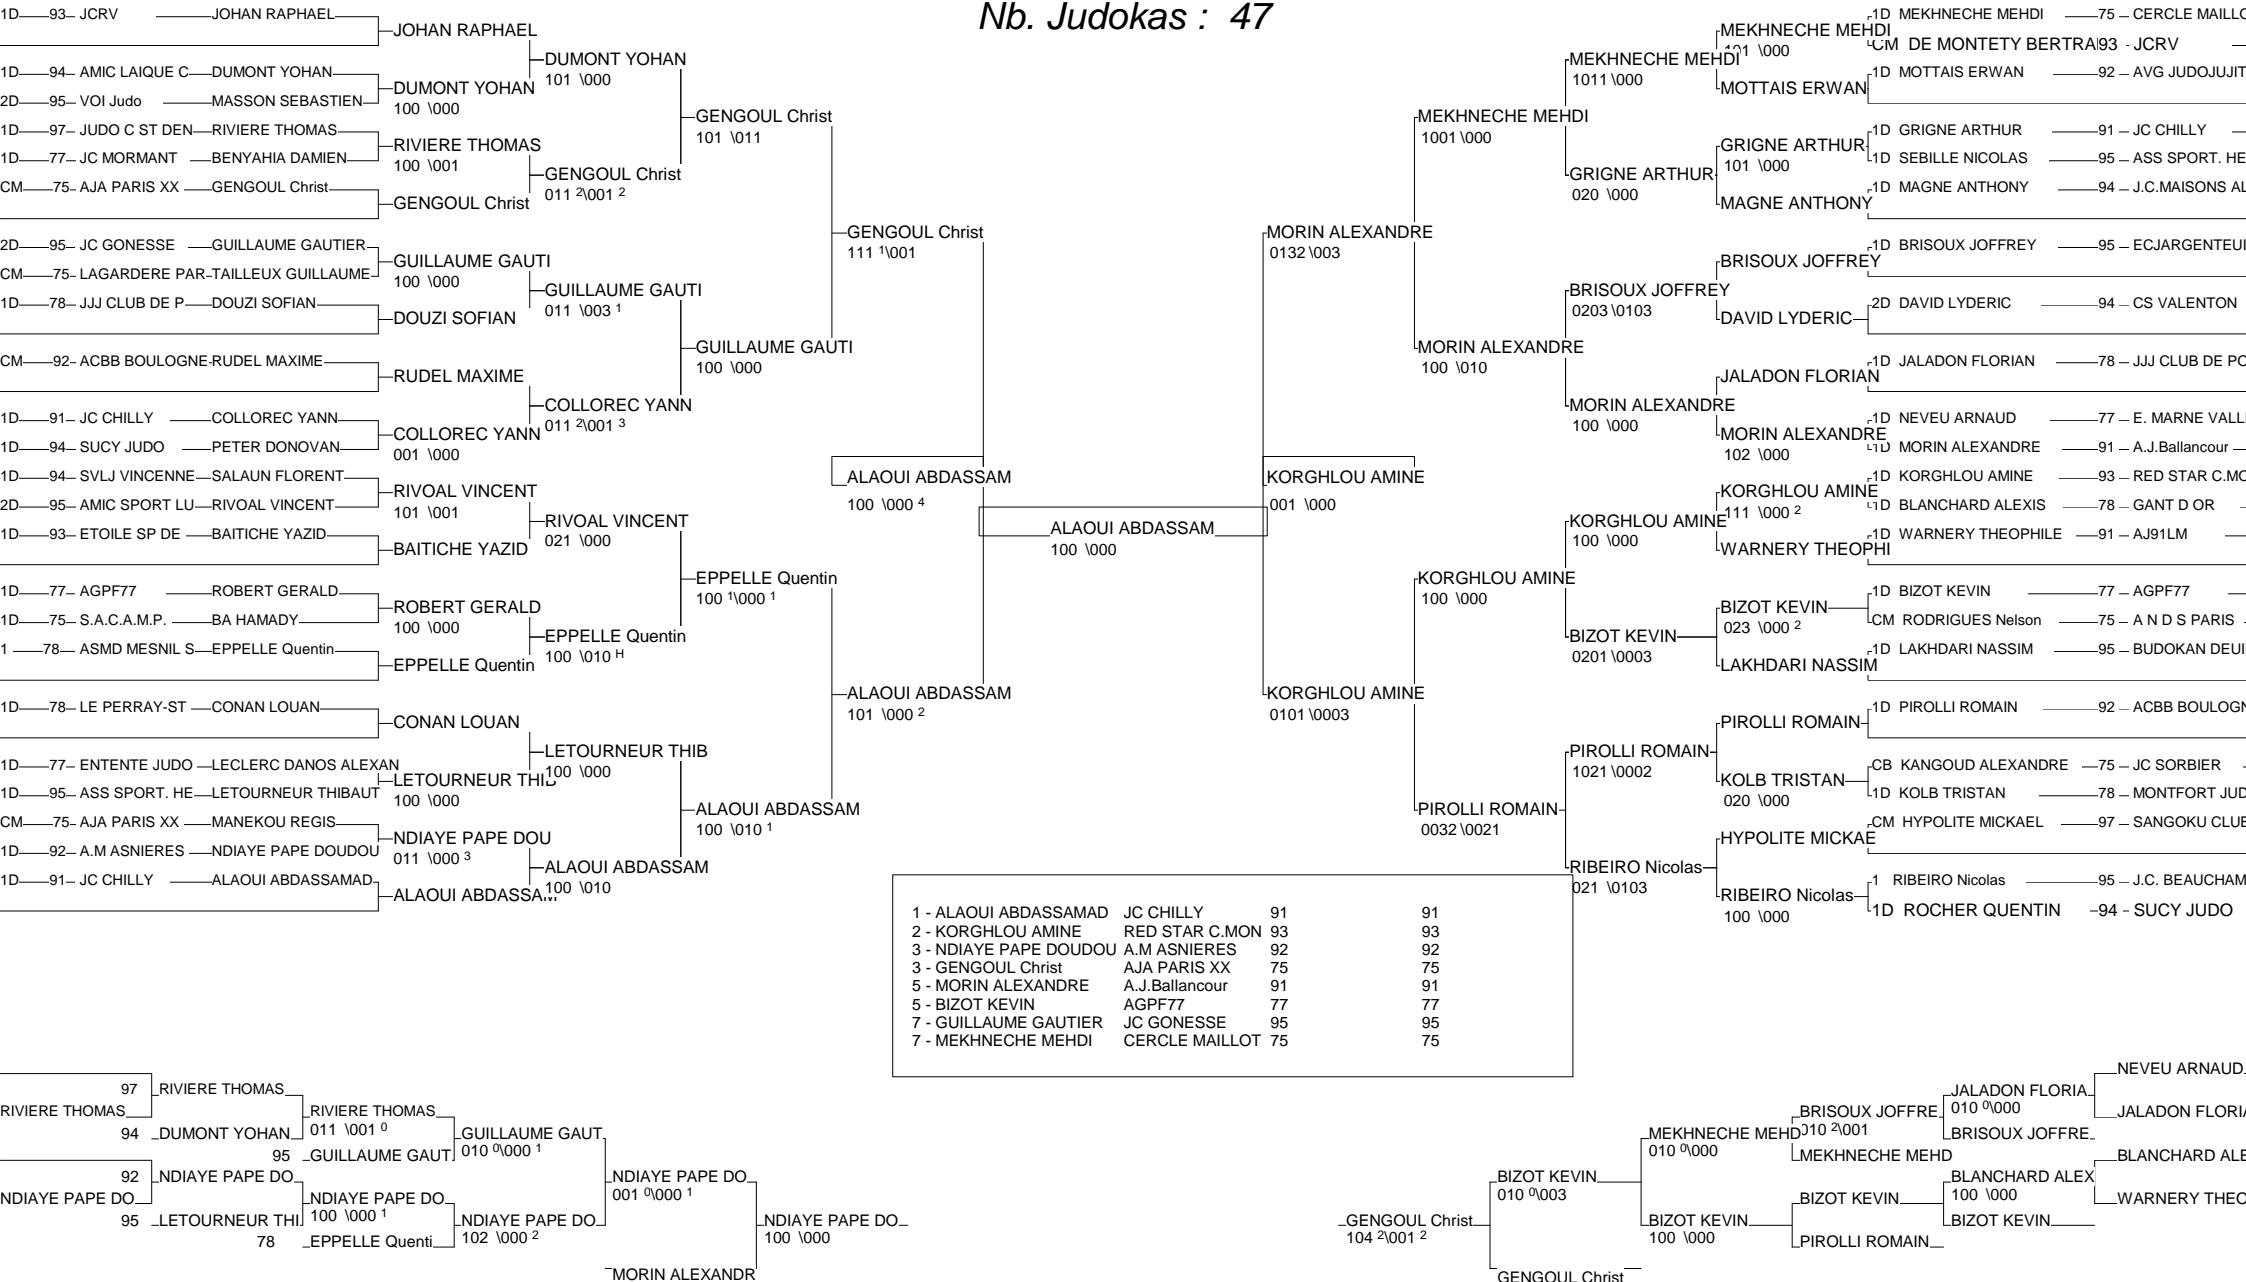 Nb. Judokas : 47
1D 93 JCRV JOHAN RAPHAEL
JOHAN RAPHAEL
DUMONT YOHAN
101 \000
1D 94 AMIC LAIQUE C DUMONT YOHAN
DUMONT YOHAN
100 \000
2D 95 VOI Judo MASSON SEBASTIEN
GENGOUL Christ
101 \011
1D 97 JUDO C ST DEN RIVIERE THOMAS
RIVIERE THOMAS
100 \001
1D 77 JC MORMANT BENYAHIA DAMIEN
GENGOUL Christ
011 2\001 2
CM 75 AJA PARIS XX GENGOUL Christ
GENGOUL Christ
GENGOUL Christ
111 1\001
2D 95 JC GONESSE GUILLAUME GAUTIER
GUILLAUME GAUTI
100 \000
CM 75 LAGARDERE PAR TAILLEUX GUILLAUME
GUILLAUME GAUTI
011 \003 1
1D 78 JJJ CLUB DE P DOUZI SOFIAN
DOUZI SOFIAN
GUILLAUME GAUTI
100 \000
CM 92 ACBB BOULOGNE RUDEL MAXIME
RUDEL MAXIME
COLLOREC YANN
011 2\001 3
1D 91 JC CHILLY COLLOREC YANN
COLLOREC YANN
001 \000
1D 94 SUCY JUDO PETER DONOVAN
ALAOUI ABDASSAM
100 \000 4
1D 94 SVLJ VINCENNE SALAUN FLORENT
RIVOAL VINCENT
101 \001
2D 95 AMIC SPORT LU RIVOAL VINCENT
RIVOAL VINCENT
021 \000
1D 93 ETOILE SP DE BAITICHE YAZID
BAITICHE YAZID
EPPELLE Quentin
100 1\000 1
1D 77 AGPF77 ROBERT GERALD
ROBERT GERALD
100 \000
1D 75 S.A.C.A.M.P. BA HAMADY
EPPELLE Quentin
100 \010 H
1 78 ASMD MESNIL S EPPELLE Quentin
EPPELLE Quentin
ALAOUI ABDASSAM
101 \000 2
1D 78 LE PERRAY-ST CONAN LOUAN
CONAN LOUAN
LETOURNEUR THIB
100 \000
1D 77 ENTENTE JUDO LECLERC DANOS ALEXAN
LETOURNEUR THIB
100 \000
1D 95 ASS SPORT. HE LETOURNEUR THIBAUT
ALAOUI ABDASSAM
100 \010 1
CM 75 AJA PARIS XX MANEKOU REGIS
NDIAYE PAPE DOU
011 \000 3
1D 92 A.M ASNIERES NDIAYE PAPE DOUDOU
ALAOUI ABDASSAM
100 \010
1D 91 JC CHILLY ALAOUI ABDASSAMAD
ALAOUI ABDASSAM
ALAOUI ABDASSAM
100 \000
MEKHNECHE MEHDI
101 \000
1D MEKHNECHE MEHDI 75 CERCLE MAILLO
CM DE MONTETY BERTRA 93 - JCRV
MEKHNECHE MEHDI
1011 \000
1D MOTTAIS ERWAN 92 AVG JUDOJUJIT
MOTTAIS ERWAN
MEKHNECHE MEHDI
1001 \000
1D GRIGNE ARTHUR 91 JC CHILLY
GRIGNE ARTHUR
101 \000
1D SEBILLE NICOLAS 95 ASS SPORT. HE
GRIGNE ARTHUR
020 \000
1D MAGNE ANTHONY 94 J.C.MAISONS AL
MAGNE ANTHONY
MORIN ALEXANDRE
0132 \003
1D BRISOUX JOFFREY 95 ECJARGENTEUI
BRISOUX JOFFREY
BRISOUX JOFFREY
0203 \0103
2D DAVID LYDERIC 94 CS VALENTON
DAVID LYDERIC
MORIN ALEXANDRE
100 \010
1D JALADON FLORIAN 78 JJJ CLUB DE PO
JALADON FLORIAN
MORIN ALEXANDRE
100 \000
1D NEVEU ARNAUD 77 E. MARNE VALL
MORIN ALEXANDRE
102 \000
1D MORIN ALEXANDRE 91 A.J.Ballancour
KORGHLOU AMINE
001 \000
1D KORGHLOU AMINE 93 RED STAR C.MO
KORGHLOU AMINE
111 \000 2
1D BLANCHARD ALEXIS 78 GANT D OR
KORGHLOU AMINE
100 \000
1D WARNERY THEOPHILE 91 AJ91LM
WARNERY THEOPHI
KORGHLOU AMINE
100 \000
1D BIZOT KEVIN 77 AGPF77
BIZOT KEVIN
023 \000 2
CM RODRIGUES Nelson 75 A N D S PARIS
BIZOT KEVIN
0201 \0003
1D LAKHDARI NASSIM 95 BUDOKAN DEUI
LAKHDARI NASSIM
KORGHLOU AMINE
0101 \0003
1D PIROLLI ROMAIN 92 ACBB BOULOGN
PIROLLI ROMAIN
PIROLLI ROMAIN
1021 \0002
CB KANGOUD ALEXANDRE 75 JC SORBIER
KOLB TRISTAN
020 \000
1D KOLB TRISTAN 78 MONTFORT JUD
PIROLLI ROMAIN
0032 \0021
CM HYPOLITE MICKAEL 97 SANGOKU CLUB
HYPOLITE MICKAE
RIBEIRO Nicolas
021 \0103
1 RIBEIRO Nicolas 95 J.C. BEAUCHAM
RIBEIRO Nicolas
100 \000
1D ROCHER QUENTIN 94 - SUCY JUDO
1 - ALAOUI ABDASSAMAD JC CHILLY 91 91
2 - KORGHLOU AMINE RED STAR C.MON 93 93
3 - NDIAYE PAPE DOUDOU A.M ASNIERES 92 92
3 - GENGOUL Christ AJA PARIS XX 75 75
5 - MORIN ALEXANDRE A.J.Ballancour 91 91
5 - BIZOT KEVIN AGPF77 77 77
7 - GUILLAUME GAUTIER JC GONESSE 95 95
7 - MEKHNECHE MEHDI CERCLE MAILLOT 75 75
97 RIVIERE THOMAS
RIVIERE THOMAS
RIVIERE THOMAS
011 \001 0
94 DUMONT YOHAN
GUILLAUME GAUT
010 0\000 1
95 GUILLAUME GAUT
92 NDIAYE PAPE DO
NDIAYE PAPE DO
001 0\000 1
NDIAYE PAPE DO
NDIAYE PAPE DO
100 \000 1
95 LETOURNEUR THI
NDIAYE PAPE DO
102 \000 2
78 EPPELLE Quenti
NDIAYE PAPE DO
100 \000
MORIN ALEXANDR
NEVEU ARNAUD
JALADON FLORIA
010 0\000
JALADON FLORIA
BRISOUX JOFFRE
010 2\001
BRISOUX JOFFRE
MEKHNECHE MEHD
010 0\000
MEKHNECHE MEHD
BLANCHARD ALE
BLANCHARD ALEX
100 \000
WARNERY THEO
BIZOT KEVIN
010 0\003
BIZOT KEVIN
BIZOT KEVIN
BIZOT KEVIN
100 \000
PIROLLI ROMAIN
GENGOUL Christ
104 2\001 2
GENGOUL Christ